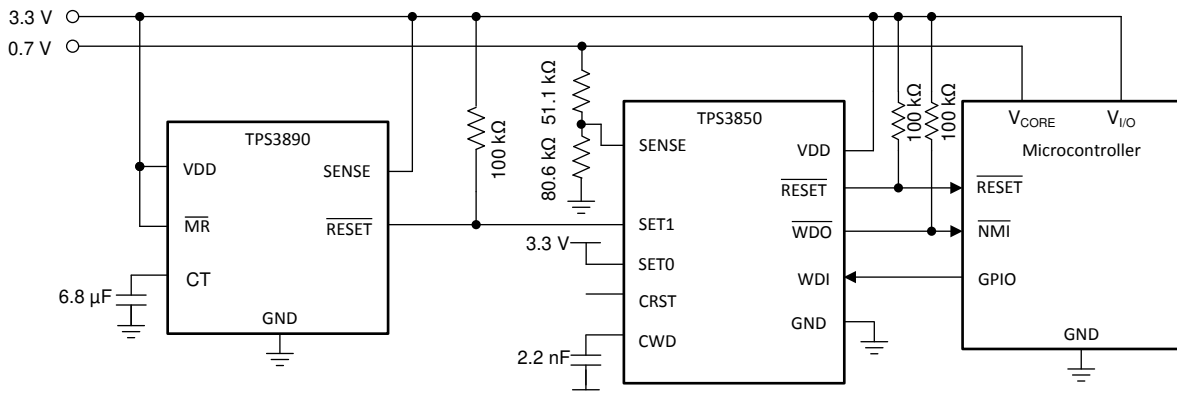 3.3 V
0.7 V
TPS3890
VDD
SENSE
MR
RESET
CT
GND
6.8 µF
100 kΩ
51.1 kΩ
80.6 kΩ
3.3 V
2.2 nF
TPS3850
SENSE
VDD
RESET
SET1
WDO
SET0
WDI
CRST
GND
CWD
100 kΩ
100 kΩ
VCORE
VI/O
Microcontroller
RESET
NMI
GPIO
GND